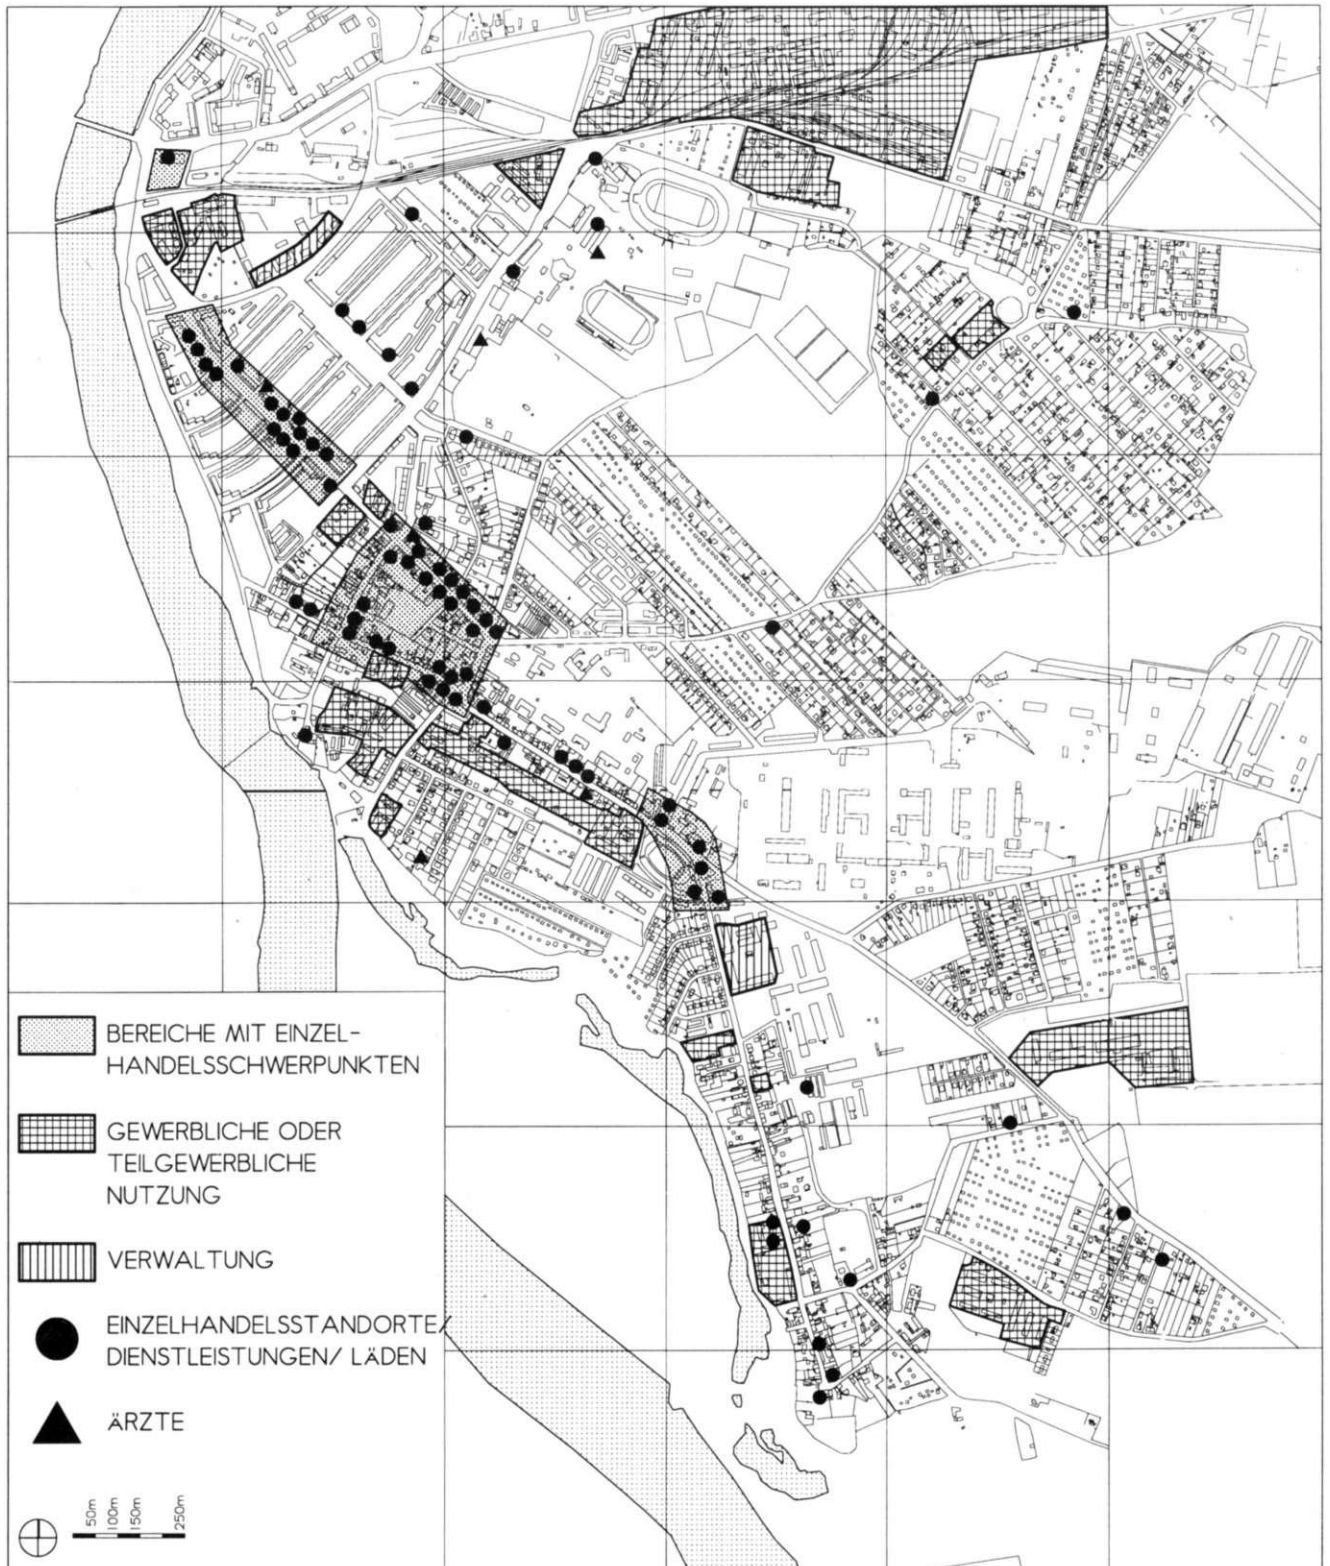 BEREICHE MIT EINZEL-
HANDELSSCHWERPUNKTEN
GEWERBLICHE ODER
TEILGEWERBLICHE
NUTZUNG
VERWALTUNG
EINZELHANDELSSTANDORTE/
DIENSTLEISTUNGEN/ LÄDEN
ÄRZTE
50m
100m
150m
250m